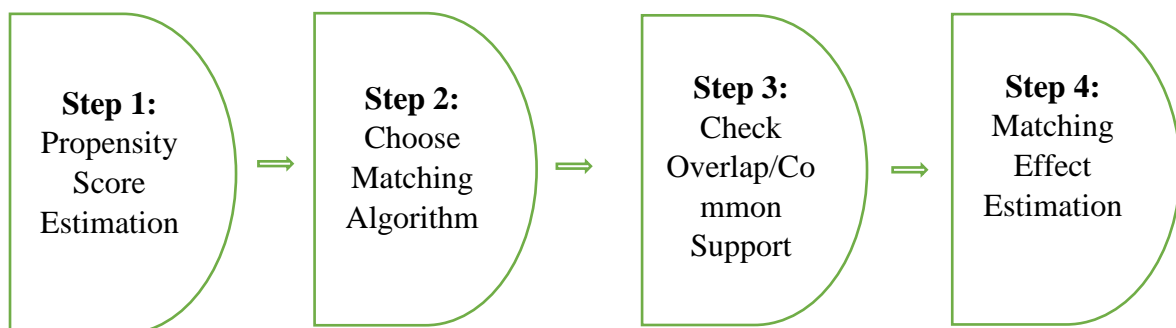 Step 1:
Propensity
Score
Estimation
Step 2:
Choose
Matching
Algorithm
Step 3:
Check
Overlap/Co
mmon
Support
Step 4:
Matching
Effect
Estimation